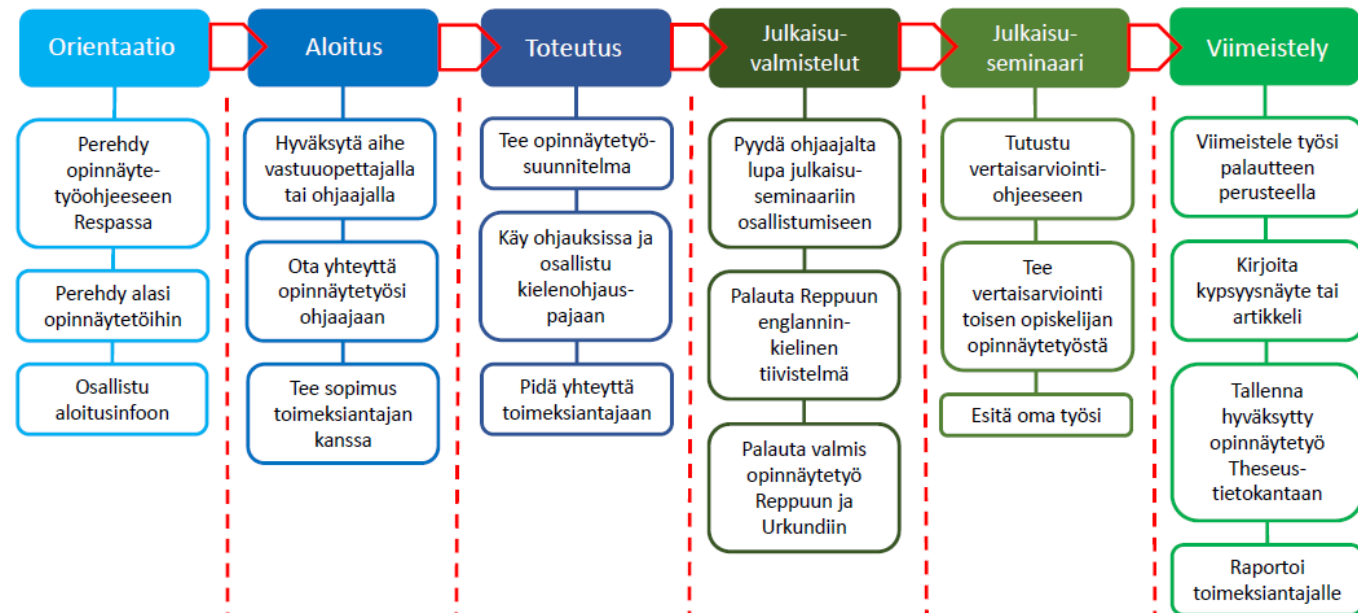 Orientaatio
Perehdy
opinnäyte-
työohjeeseen
Respassa
Perehdy alasi
opinnäytetöihin
Osallistu
aloitusinfoon
Aloitus
Hyväksytä aihe
vastuuopettajalla
tai ohjaajalla
Ota yhteyttä
opinnäytetyösi
ohjaajaan
Tee sopimus
toimeksiantajan
kanssa
Toteutus
Tee opinnäytetyö-
suunnitelma
Käy ohjauksissa ja
osallistu
kielenohjaus-
pajaan
Pidä yhteyttä
toimeksiantajaan
Julkaisu-
valmistelut
Pyydä ohjaajalta
lupa julkaisu-
seminaariin
osallistumiseen
Palauta Reppuun
englannin-
kielinen
tiivistelmä
Palauta valmis
opinnäytetyö
Reppuun ja
Urkundiin
Julkaisu-
seminaari
Tutustu
vertaisarviointi-
ohjeeseen
Tee
vertaisarviointi
toisen opiskelijan
opinnäytetyöstä
Esitä oma työsi
Viimeistely
Viimeistele työsi
palautteen
perusteella
Kirjoita
kypsyysnäyte tai
artikkeli
Tallenna
hyväksytty
opinnäytetyö
Theseus-
tietokantaan
Raportoi
toimeksiantajalle